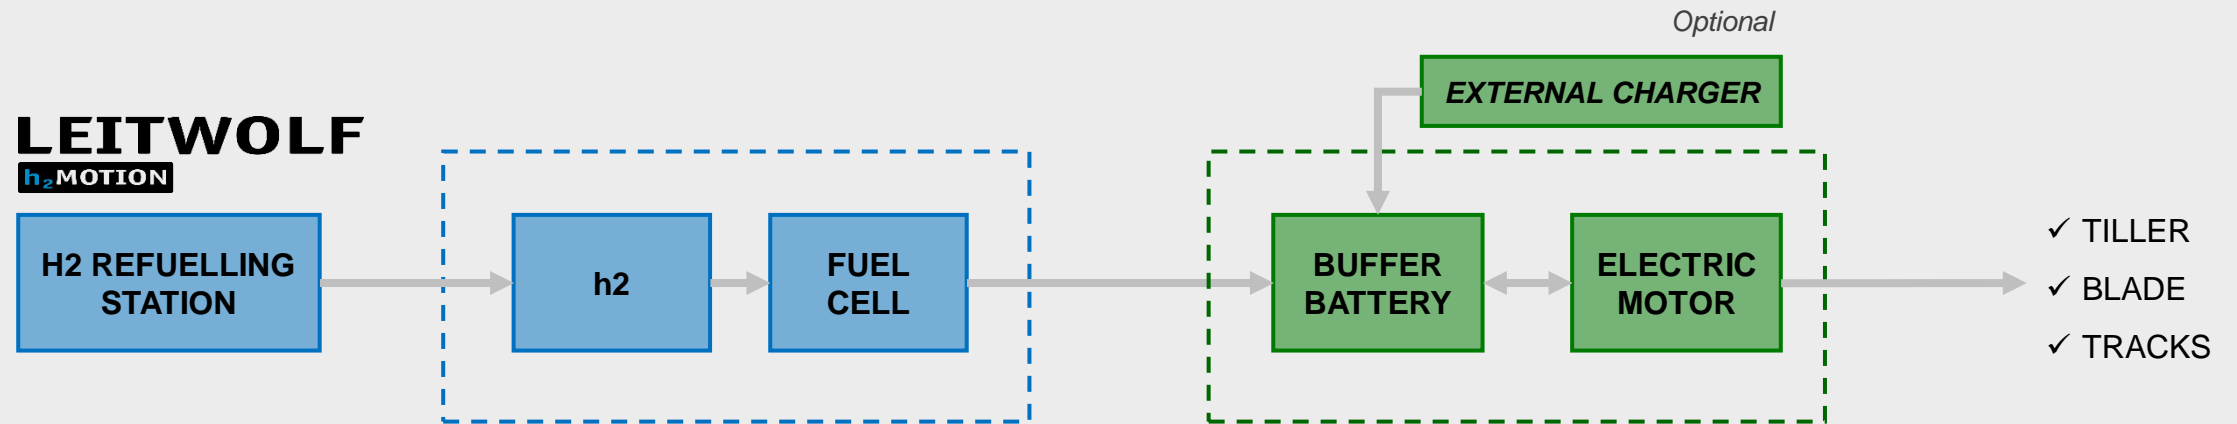 Optional
EXTERNAL CHARGER
LEITWOLF
h₂MOTION
H2 REFUELLING
STATION
h2
FUEL
CELL
BUFFER
BATTERY
ELECTRIC
MOTOR
✓ TILLER
✓ BLADE
✓ TRACKS